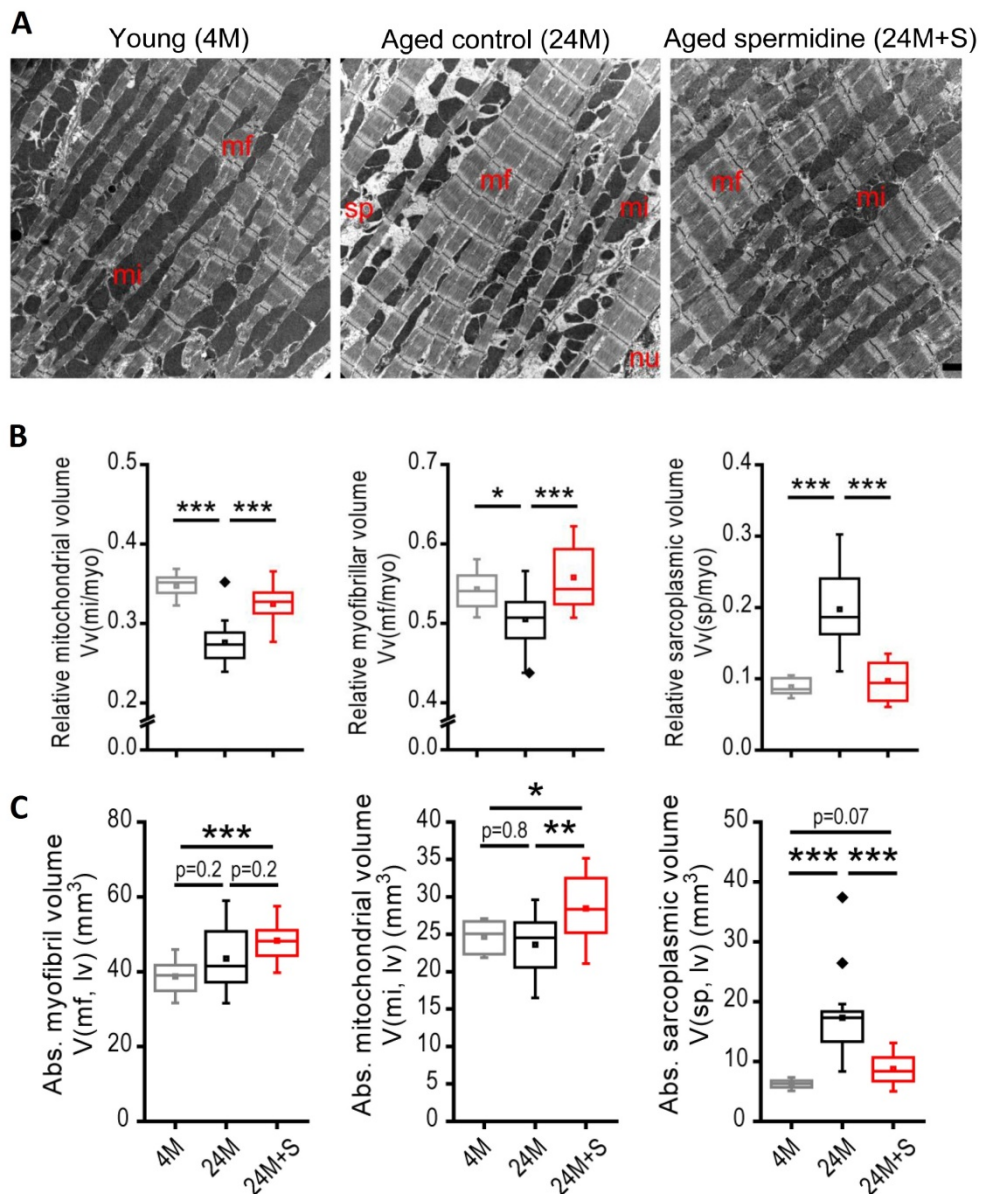 A
Young (4M)
Aged control (24M)
Aged spermidine (24M+S)
mf
mi
sp
mf
mi
nu
mf
mi
B
Relative mitochondrial volume
Vv(mi/myo)
0.5
0.4
0.3
0.2
0.0
***
***
Relative myofibrillar volume
Vv(mf/myo)
0.7
0.6
0.5
0.4
0.0
*
***
Relative sarcoplasmic volume
Vv(sp/myo)
0.4
0.3
0.2
0.1
0.0
***
***
C
Abs. myofibril volume
V(mf, lv) (mm³)
80
60
40
20
0
***
p=0.2
p=0.2
4M
24M
24M+S
Abs. mitochondrial volume
V(mi, lv) (mm³)
40
35
30
25
20
15
10
5
0
*
p=0.8
**
4M
24M
24M+S
Abs. sarcoplasmic volume
V(sp, lv) (mm³)
50
40
30
20
10
0
p=0.07
***
***
4M
24M
24M+S